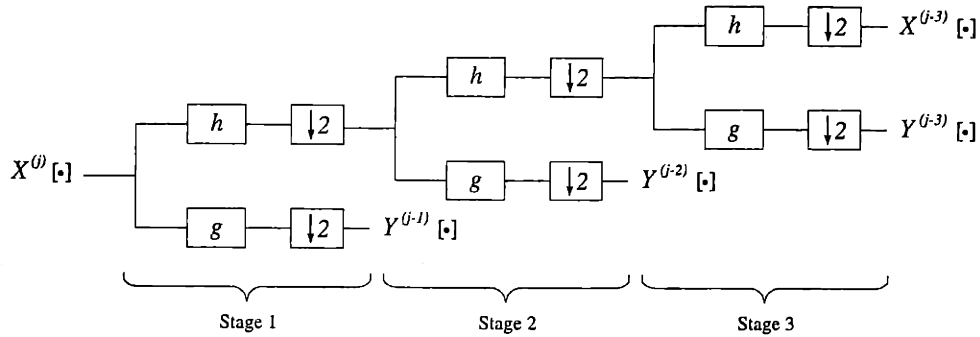 h ↓2 X^(j-3) [•]
h ↓2
h ↓2 g ↓2 Y^(j-3) [•]
X^(j) [•]
g ↓2 Y^(j-2) [•]
g ↓2 Y^(j-1) [•]
Stage 1 Stage 2 Stage 3